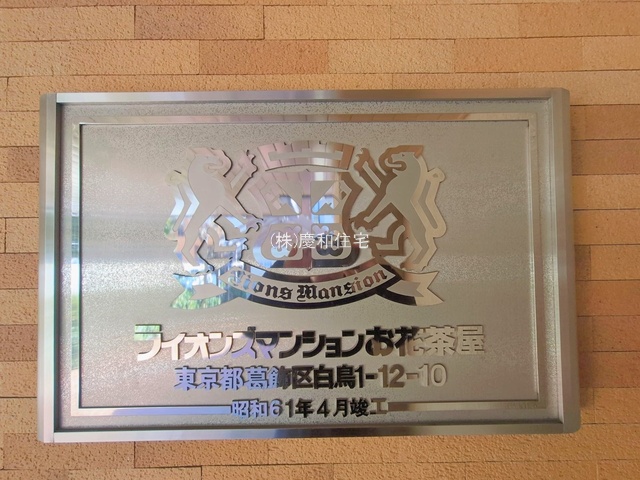 (株)慶和住宅
Lions Mansion
ライオンズマンションお花茶屋
東京都葛飾区白鳥1-12-10
昭和61年4月竣工